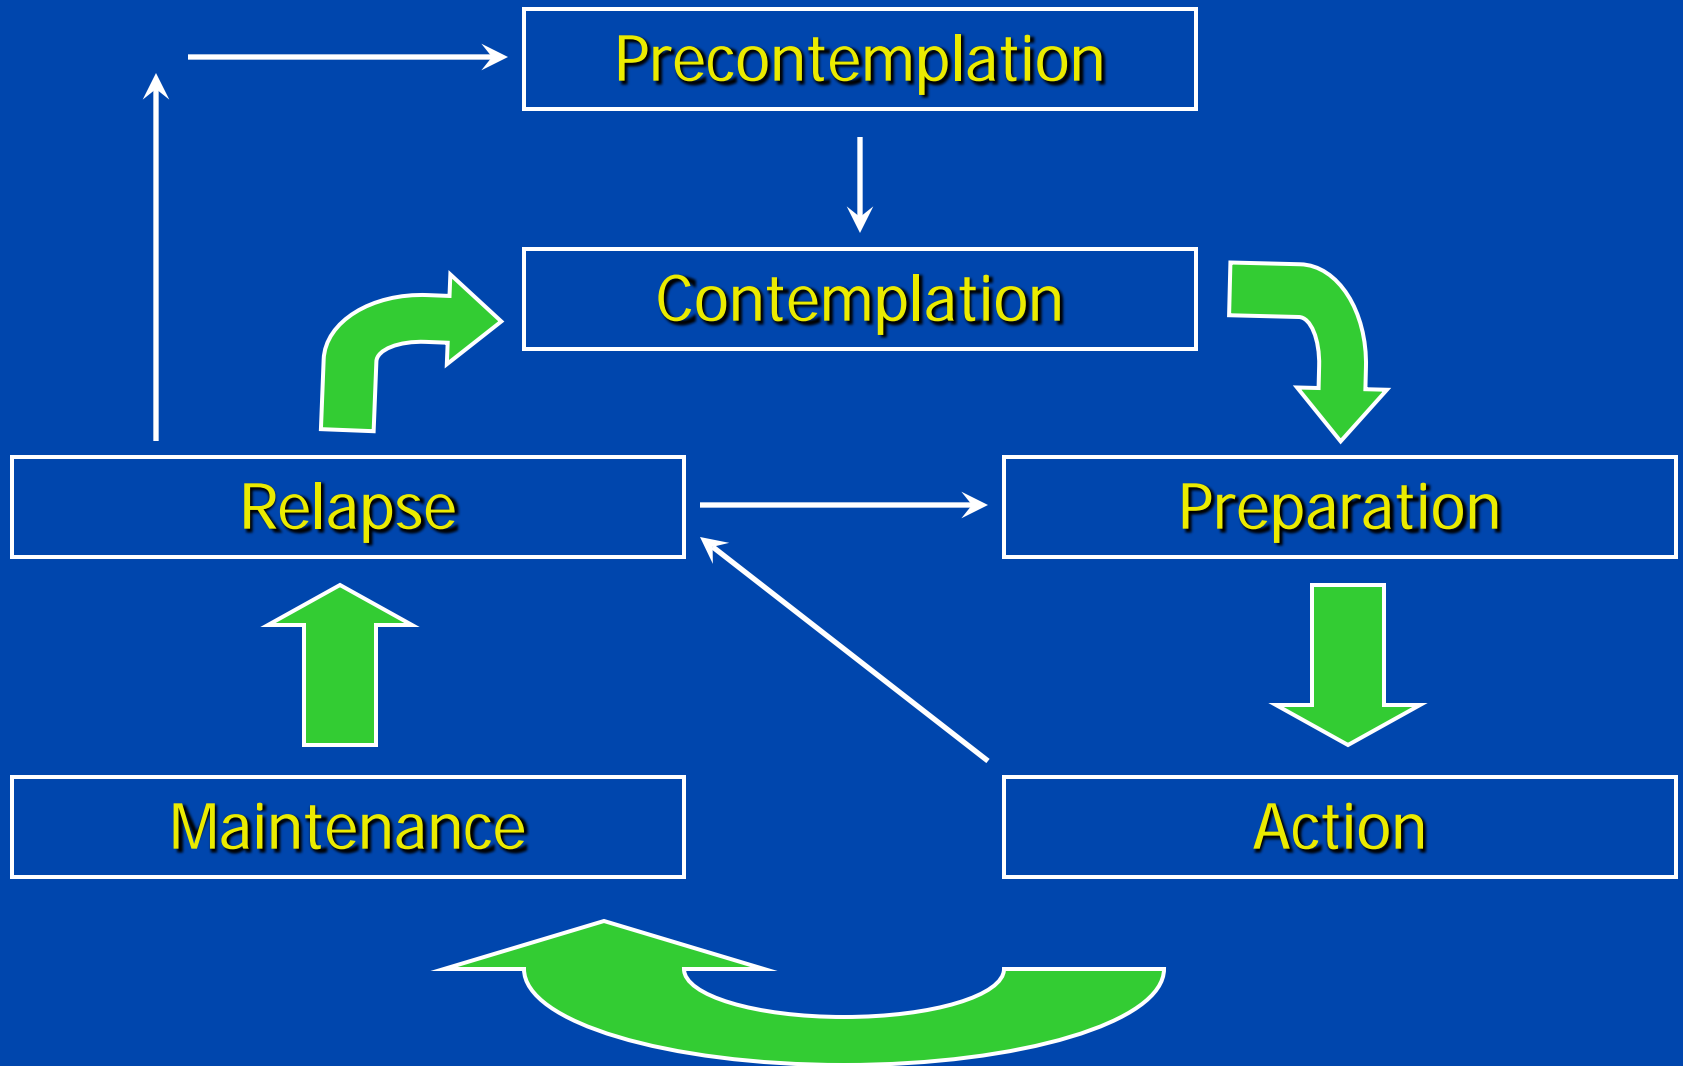 Precontemplation
Contemplation
Relapse
Preparation
Maintenance
Action